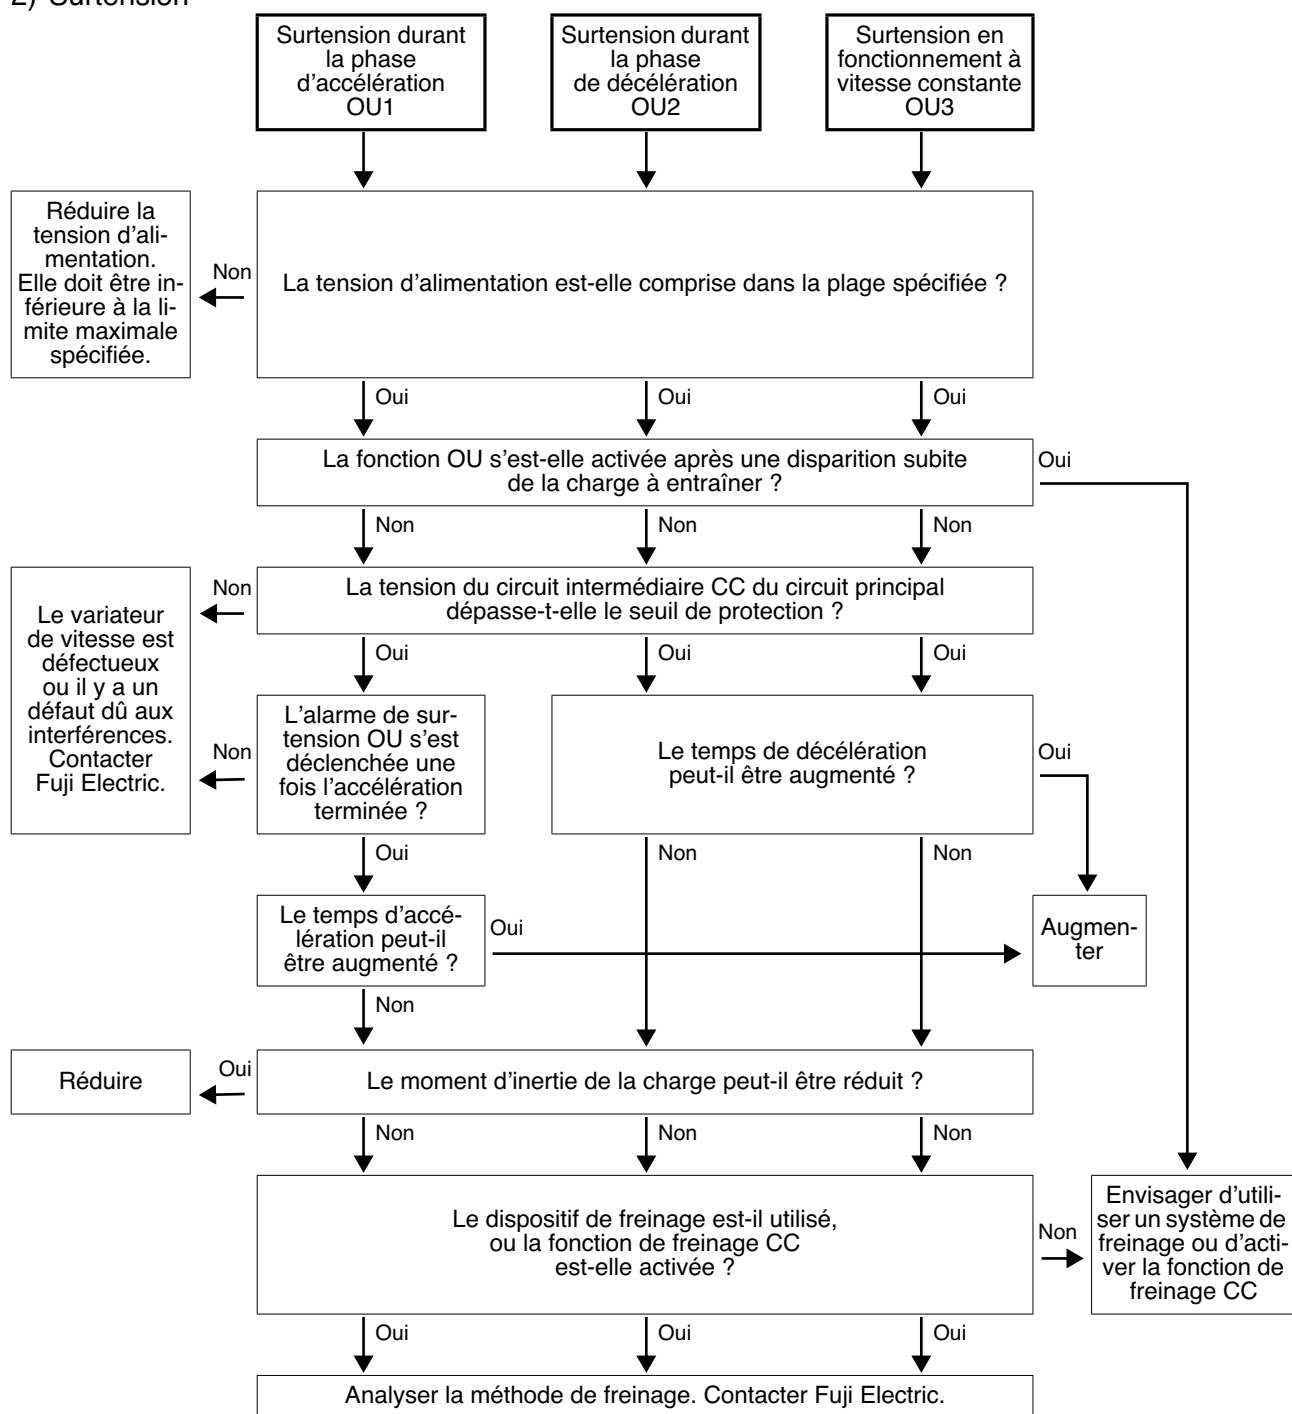 2) Surtension
Surtension durant
la phase
d'accélération
OU1
Surtension durant
la phase
de décélération
OU2
Surtension en
fonctionnement à
vitesse constante
OU3
Réduire la
tension d'ali-
mentation.
Elle doit être in-
férieure à la li-
mite maximale
spécifiée.
Non
La tension d'alimentation est-elle comprise dans la plage spécifiée ?
Oui
Oui
Oui
La fonction OU s'est-elle activée après une disparition subite
de la charge à entraîner ?
Oui
Non
Non
Non
Le variateur
de vitesse est
défectueux
ou il y a un
défaut dû aux
interférences.
Contacter
Fuji Electric.
Non
La tension du circuit intermédiaire CC du circuit principal
dépasse-t-elle le seuil de protection ?
Oui
Oui
Oui
Non
L'alarme de sur-
tension OU s'est
déclenchée une
fois l'accélération
terminée ?
Le temps de décélération
peut-il être augmenté ?
Oui
Oui
Non
Non
Le temps d'accé-
lération peut-il
être augmenté ?
Oui
Augmen-
ter
Non
Réduire
Oui
Le moment d'inertie de la charge peut-il être réduit ?
Non
Non
Non
Le dispositif de freinage est-il utilisé,
ou la fonction de freinage CC
est-elle activée ?
Non
Envisager d'utili-
ser un système de
freinage ou d'acti-
ver la fonction de
freinage CC
Oui
Oui
Oui
Analyser la méthode de freinage. Contacter Fuji Electric.